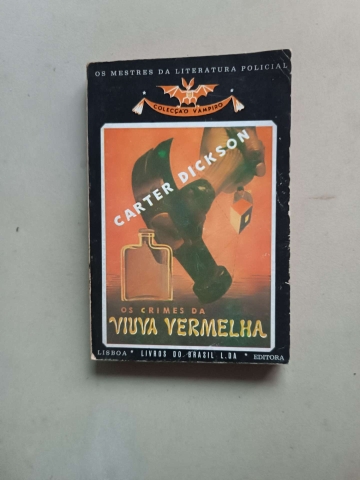 OS MESTRES DA LITERATURA POLICIAL
COLECÇÃO VAMPIRO
CARTER DICKSON
OS CRIMES DA
VIUVA VERMELHA
LISBOA * LIVROS DO BRASIL L.DA * EDITORA